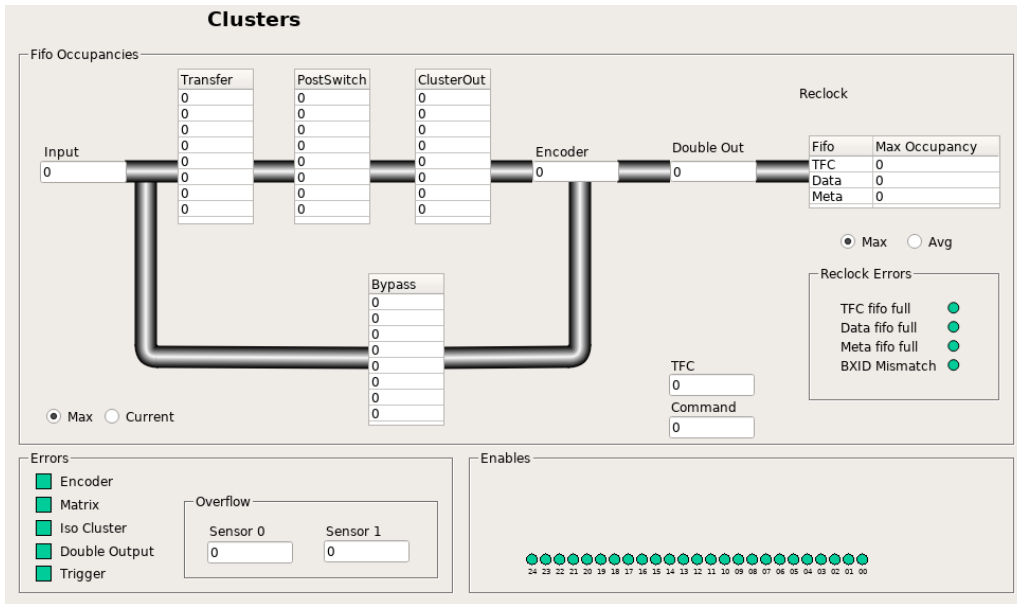 Clusters
Fifo Occupancies
Transfer
0
0
0
0
0
0
0
0
PostSwitch
0
0
0
0
0
0
0
0
ClusterOut
0
0
0
0
0
0
0
0
Reclock
Input
0
Encoder
0
Double Out
0
Fifo Max Occupancy
TFC 0
Data 0
Meta 0
Max Avg
Bypass
0
0
0
0
0
0
0
0
Reclock Errors
TFC fifo full
Data fifo full
Meta fifo full
BXID Mismatch
TFC
0
Command
0
Max Current
Errors
Encoder
Matrix
Iso Cluster
Double Output
Trigger
Overflow
Sensor 0 Sensor 1
0 0
Enables
24 23 22 21 20 19 18 17 16 15 14 13 12 11 10 09 08 07 06 05 04 03 02 01 00